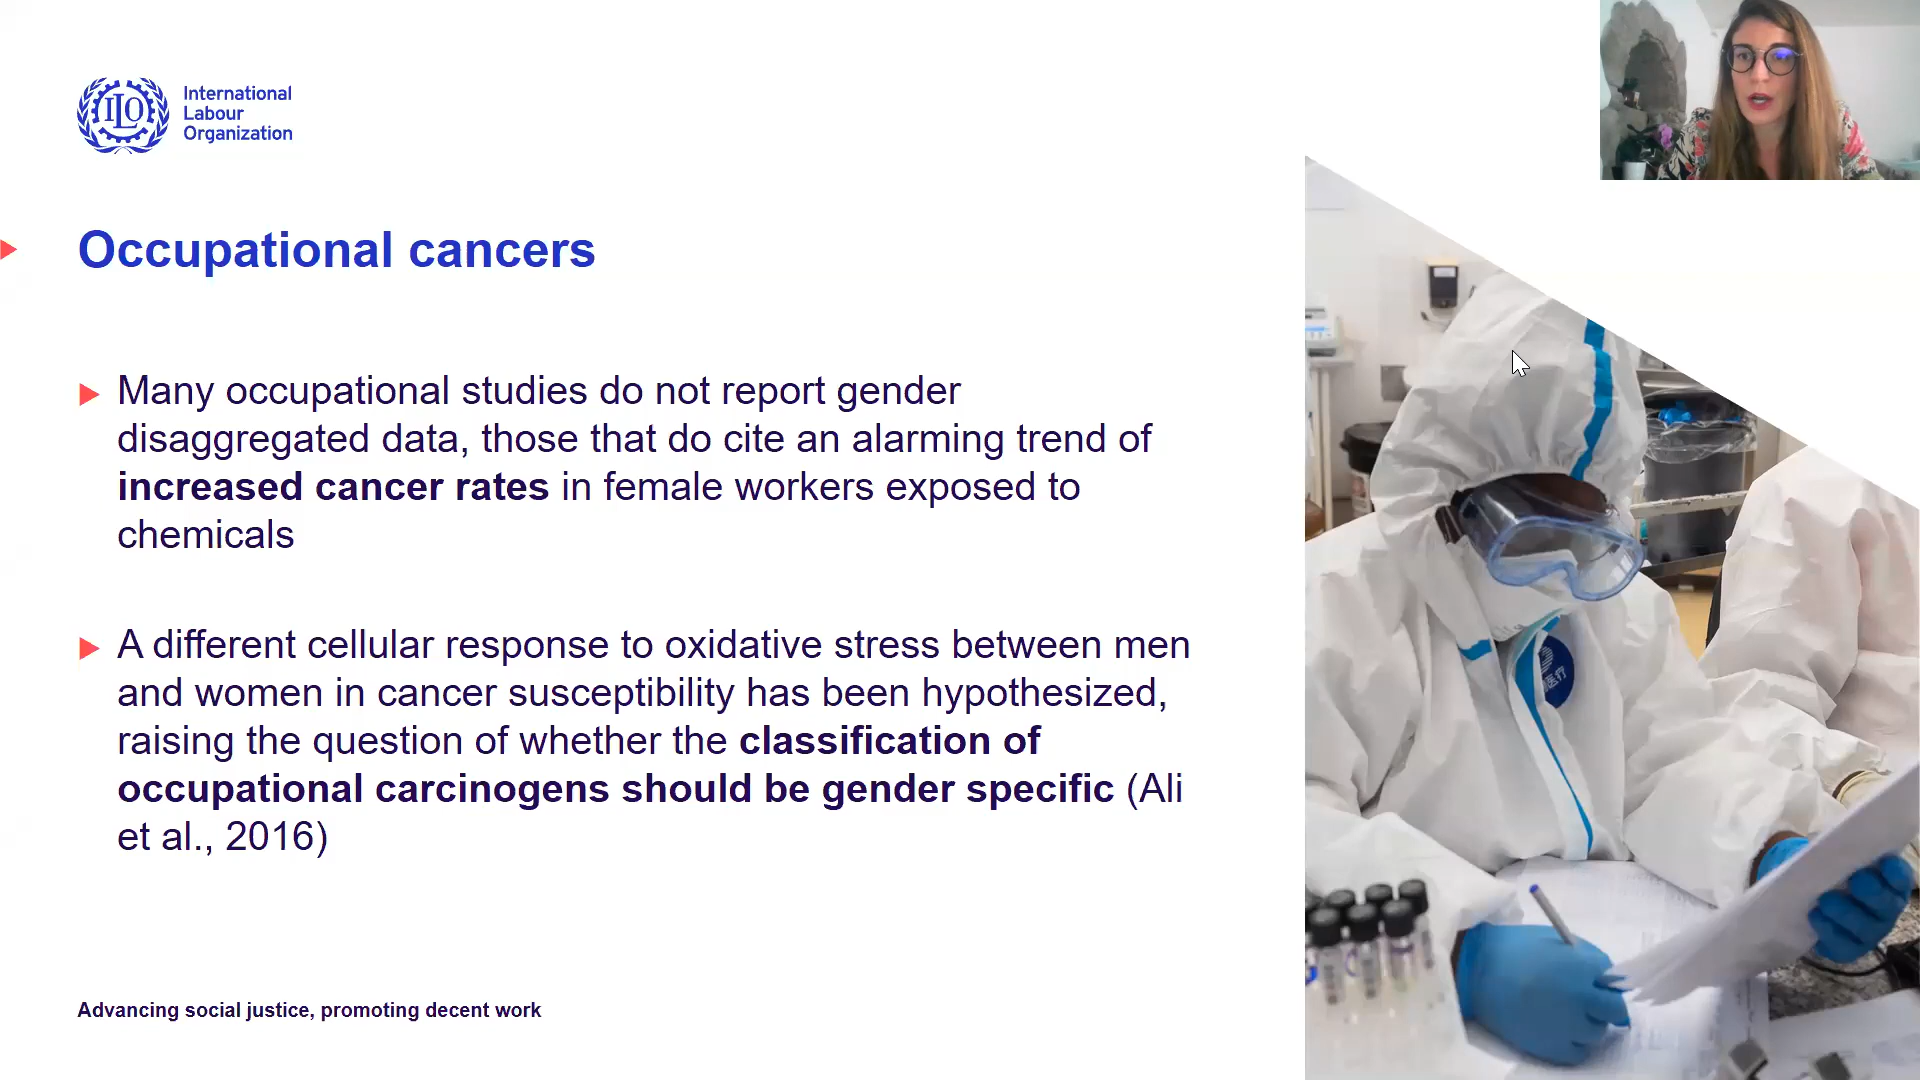 ILO
International
Labour
Organization
Occupational cancers
Many occupational studies do not report gender
disaggregated data, those that do cite an alarming trend of
increased cancer rates in female workers exposed to
chemicals
A different cellular response to oxidative stress between men
and women in cancer susceptibility has been hypothesized,
raising the question of whether the classification of
occupational carcinogens should be gender specific (Ali
et al., 2016)
Advancing social justice, promoting decent work